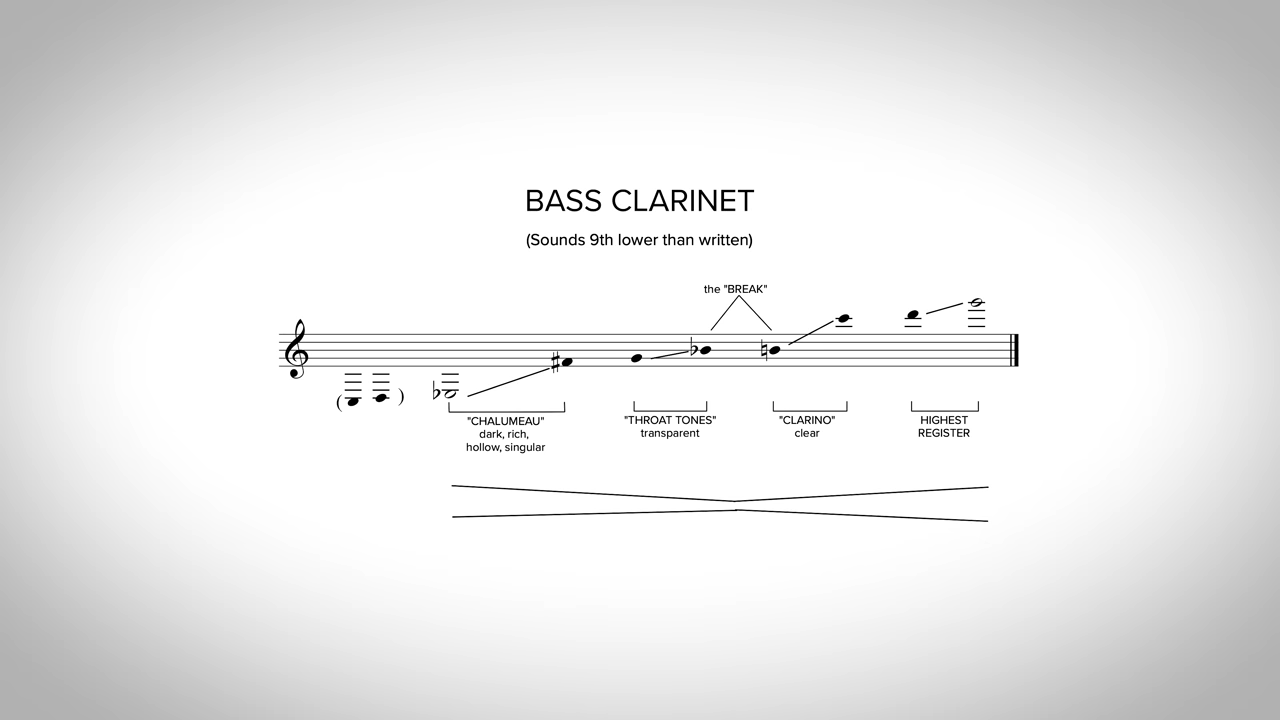 BASS CLARINET
(Sounds 9th lower than written)
the "BREAK"
"CHALUMEAU"
dark, rich,
hollow, singular
"THROAT TONES"
transparent
"CLARINO"
clear
HIGHEST
REGISTER